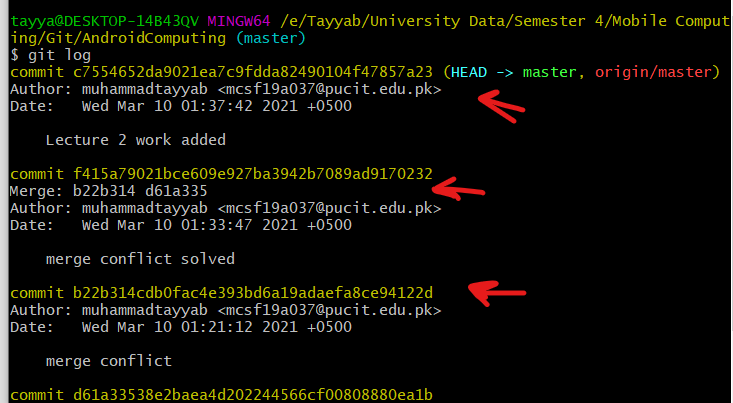 tayya@DESKTOP-14B43QV MINGW64 /e/Tayyab/University Data/Semester 4/Mobile Comput
ing/Git/AndroidComputing (master)
$ git log
commit c7554652da9021ea7c9fdda82490104f47857a23 (HEAD -> master, origin/master)
Author: muhammadtayyab <mcsf19a037@pucit.edu.pk>
Date:   Wed Mar 10 01:37:42 2021 +0500
    Lecture 2 work added
commit f415a79021bce609e927ba3942b7089ad9170232
Merge: b22b314 d61a335
Author: muhammadtayyab <mcsf19a037@pucit.edu.pk>
Date:   Wed Mar 10 01:33:47 2021 +0500
    merge conflict solved
commit b22b314cdb0fac4e393bd6a19adaefa8ce94122d
Author: muhammadtayyab <mcsf19a037@pucit.edu.pk>
Date:   Wed Mar 10 01:21:12 2021 +0500
    merge conflict
commit d61a33538e2baea4d202244566cf00808880ea1b